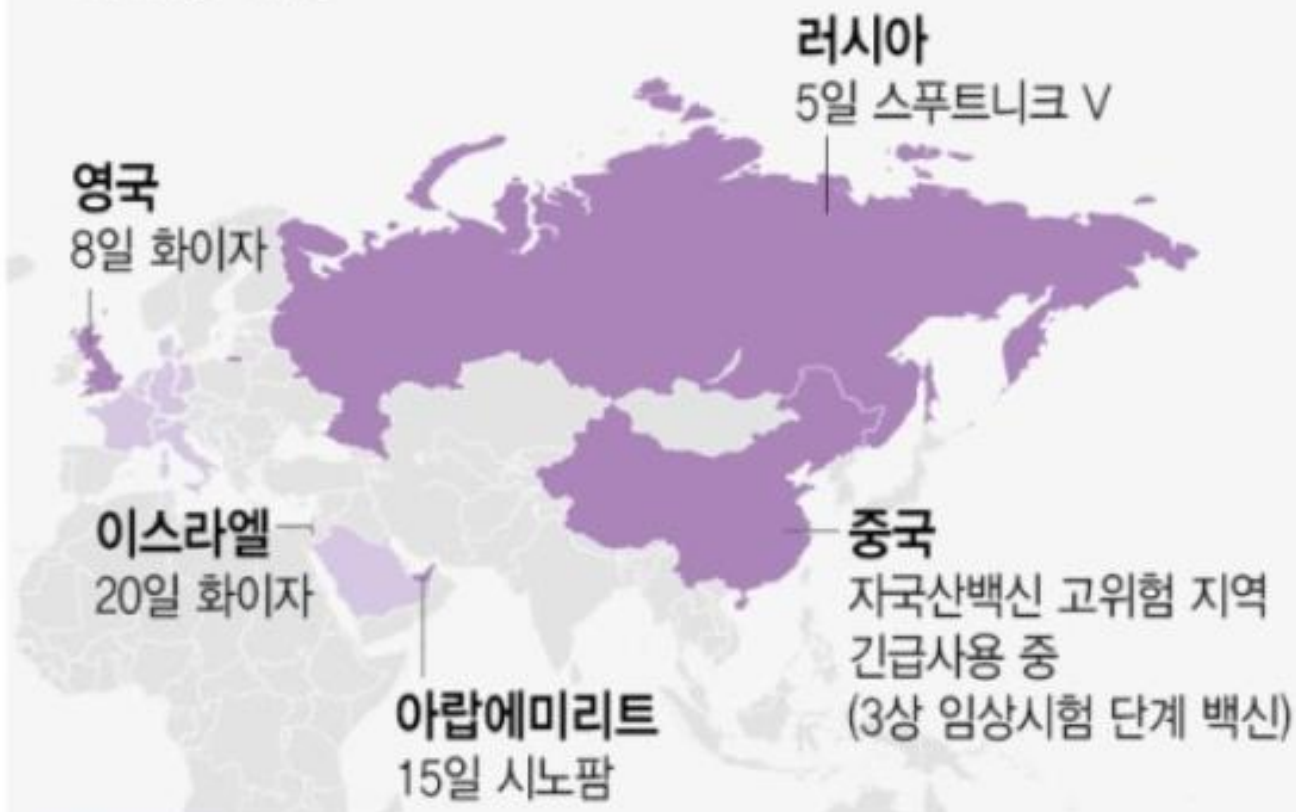 러시아
5일 스푸트니크 V
영국
8일 화이자
이스라엘
20일 화이자
중국
자국산백신 고위험 지역
긴급사용 중
(3상 임상시험 단계 백신)
아랍에미리트
15일 시노팜